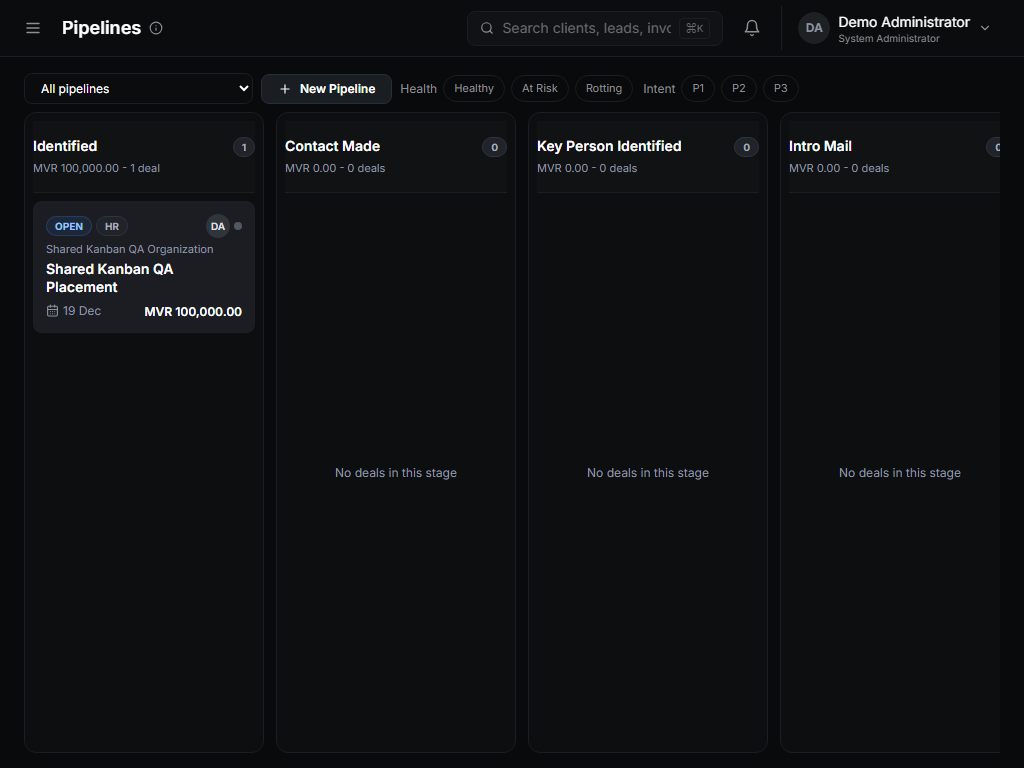 Pipelines
Search clients, leads, invo
⌘K
DA
Demo Administrator
System Administrator
All pipelines
+ New Pipeline
Health
Healthy
At Risk
Rotting
Intent
P1
P2
P3
Identified
1
MVR 100,000.00 - 1 deal
OPEN
HR
DA
Shared Kanban QA Organization
Shared Kanban QA
Placement
19 Dec
MVR 100,000.00
Contact Made
0
MVR 0.00 - 0 deals
No deals in this stage
Key Person Identified
0
MVR 0.00 - 0 deals
No deals in this stage
Intro Mail
0
MVR 0.00 - 0 deals
No deals in this stage